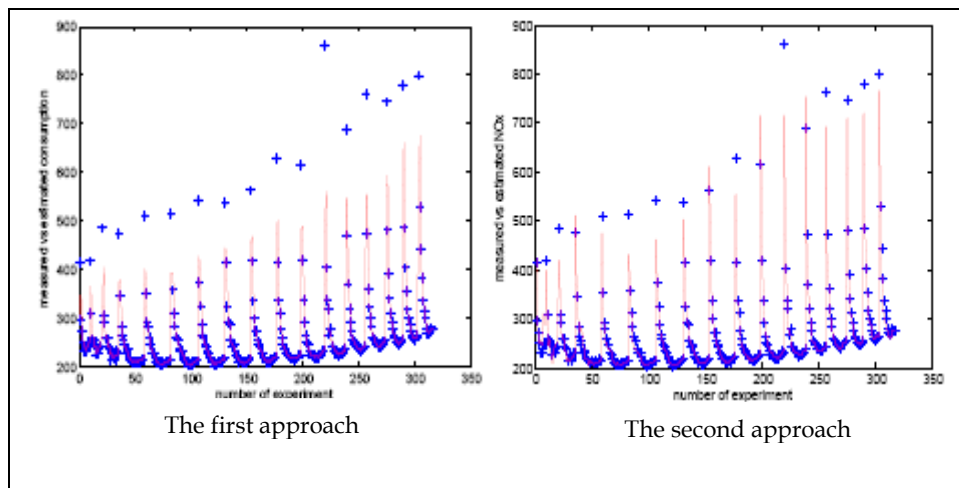 900
800
700
600
500
400
300
200
measured vs estimated consumption
0 50 100 150 200 250 300 350
number of experiment
The first approach
900
800
700
600
500
400
300
200
measured vs estimated NOx
0 50 100 150 200 250 300 350
number of experiment
The second approach